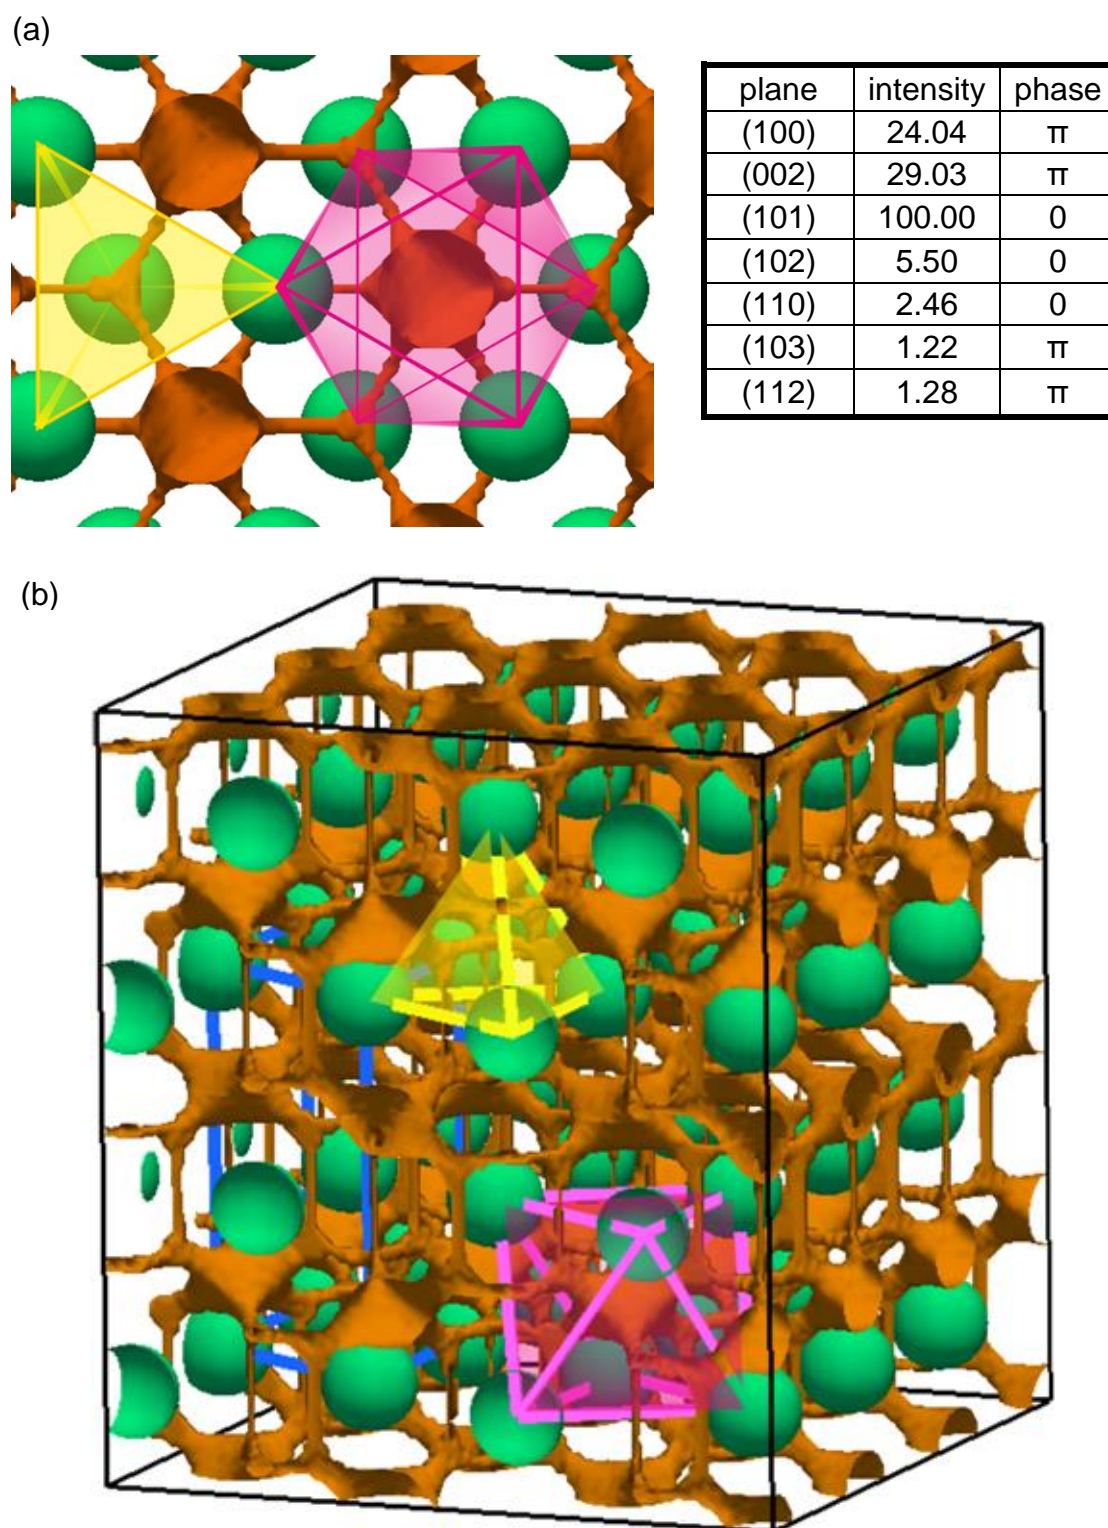 (a)
plane intensity phase
(100) 24.04 π
(002) 29.03 π
(101) 100.00 0
(102) 5.50 0
(110) 2.46 0
(103) 1.22 π
(112) 1.28 π
(b)